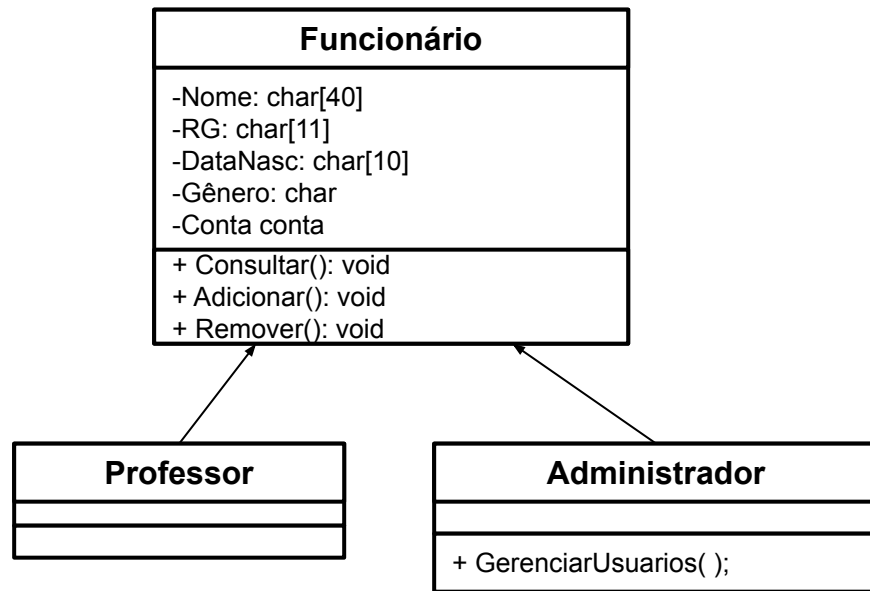 Funcionário
-Nome: char[40]
-RG: char[11]
-DataNasc: char[10]
-Gênero: char
-Conta conta
+ Consultar(): void
+ Adicionar(): void
+ Remover(): void
Professor
Administrador
+ GerenciarUsuarios( );